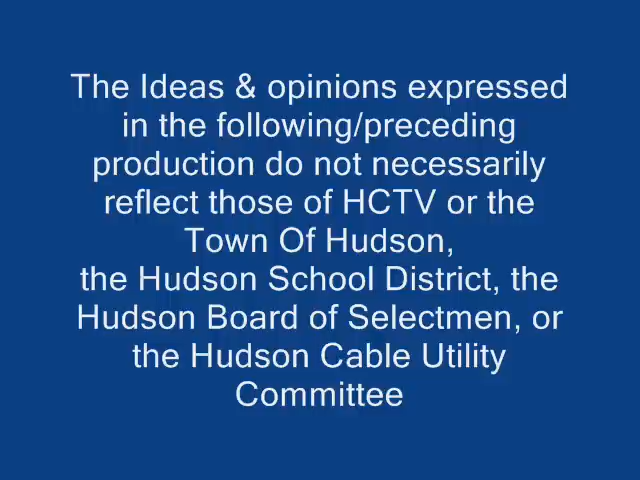 The Ideas & opinions expressed
in the following/preceding
production do not necessarily
reflect those of HCTV or the
Town Of Hudson,
the Hudson School District, the
Hudson Board of Selectmen, or
the Hudson Cable Utility
Committee